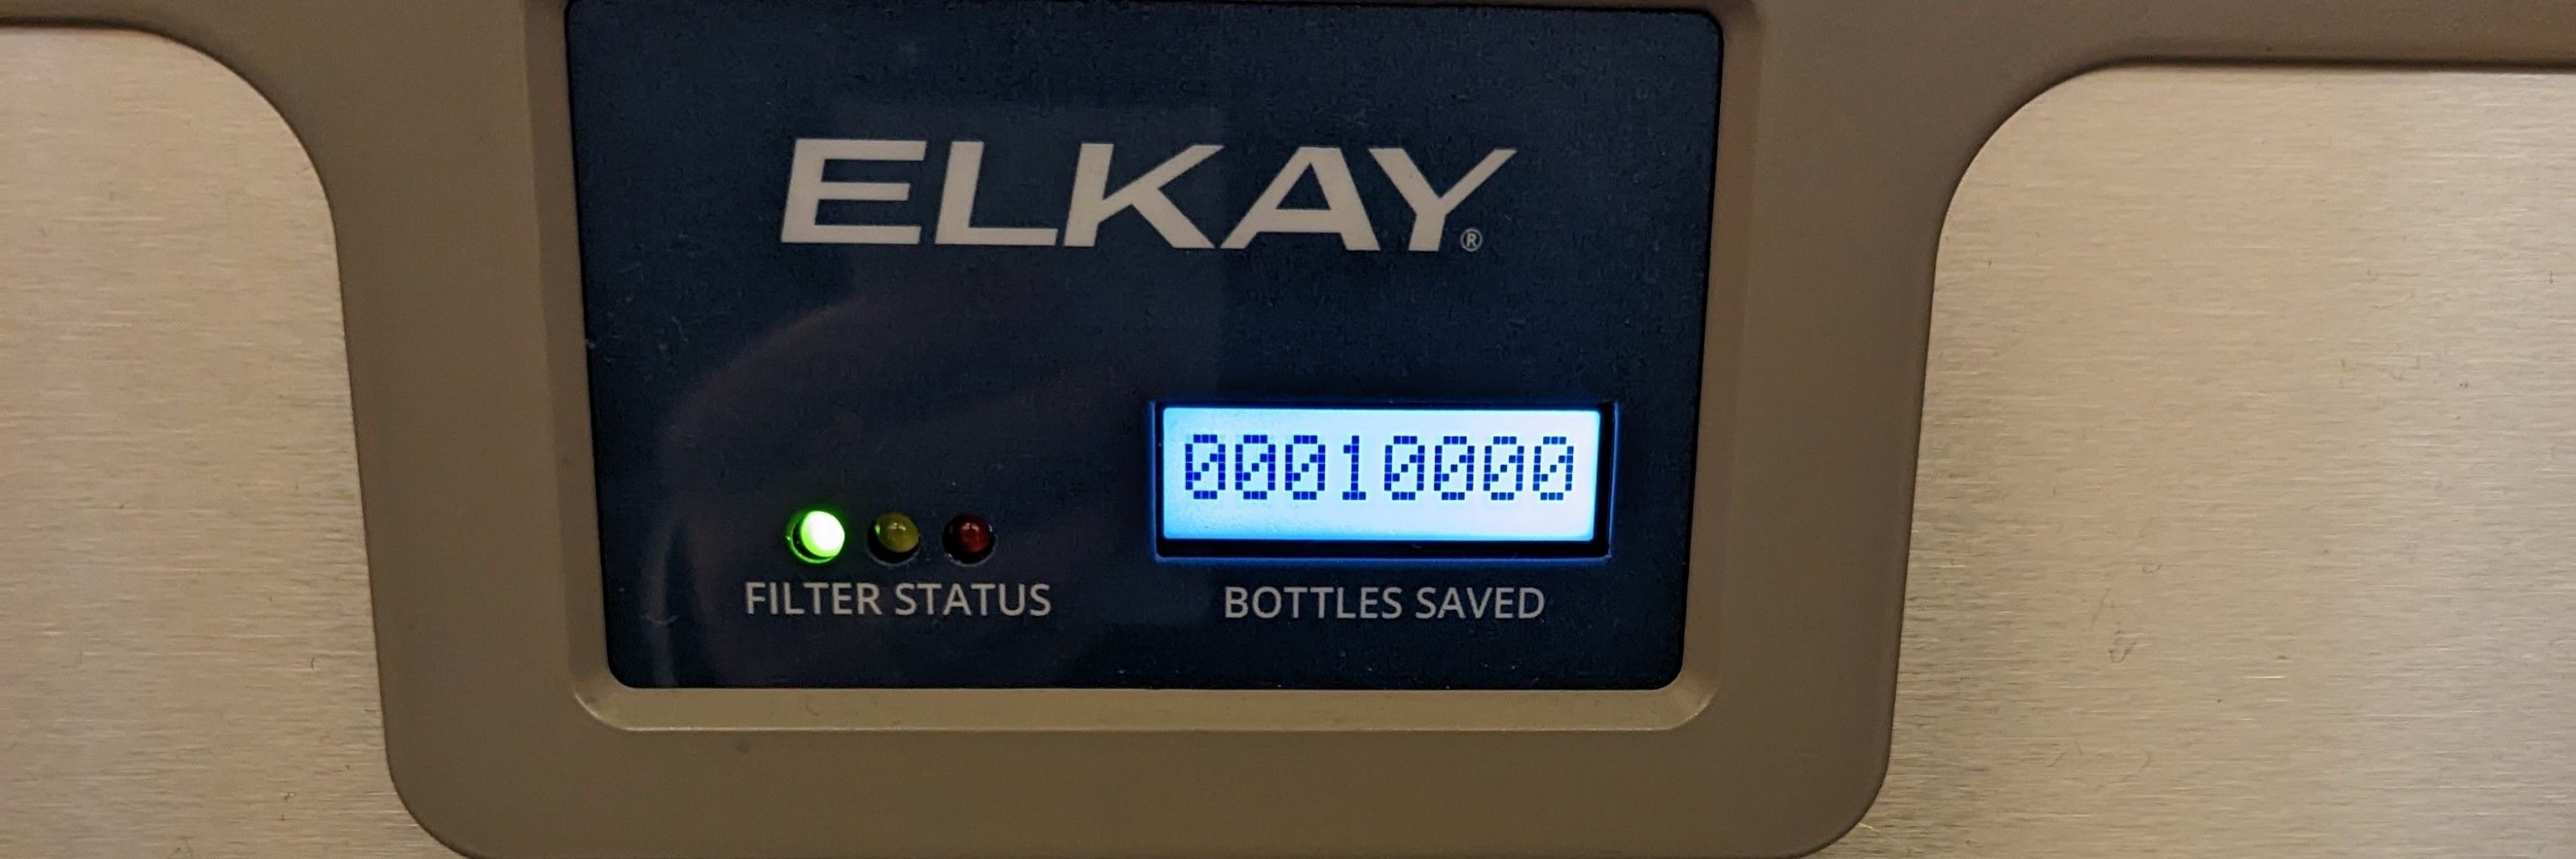 ELKAY®
00010000
FILTER STATUS
BOTTLES SAVED